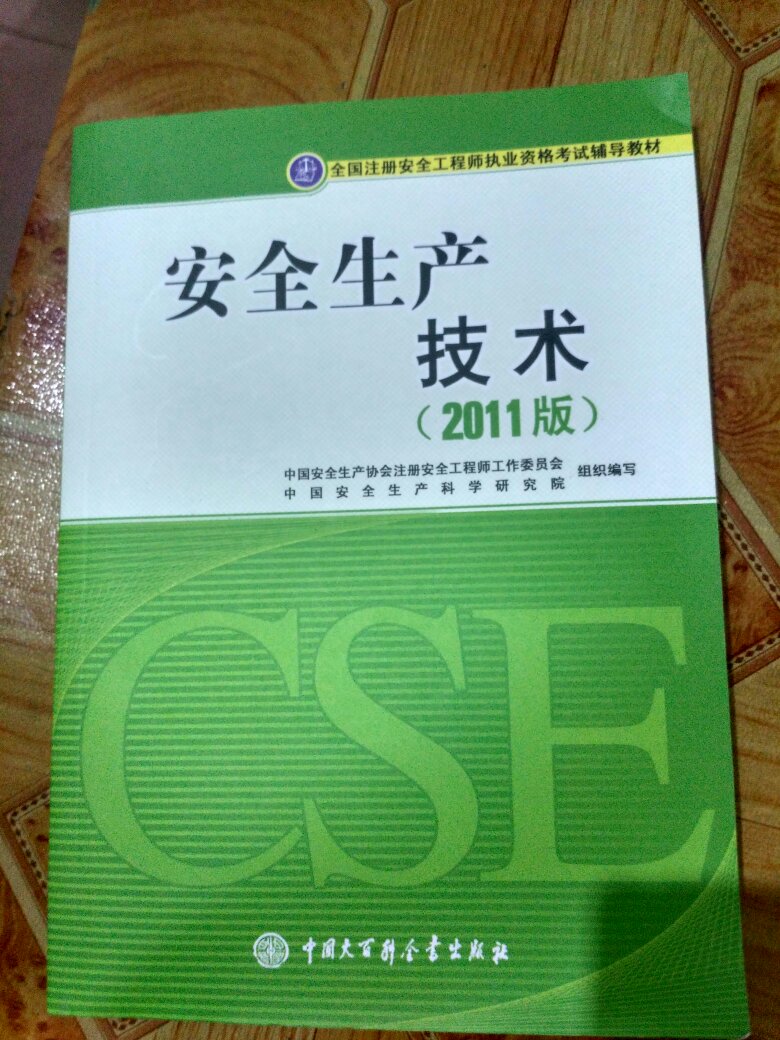 全国注册安全工程师执业资格考试辅导教材
安全生产
技术
（2011版）
中国安全生产协会注册安全工程师工作委员会
中国安全生产科学研究院
组织编写
CSE
中国大百科全书出版社